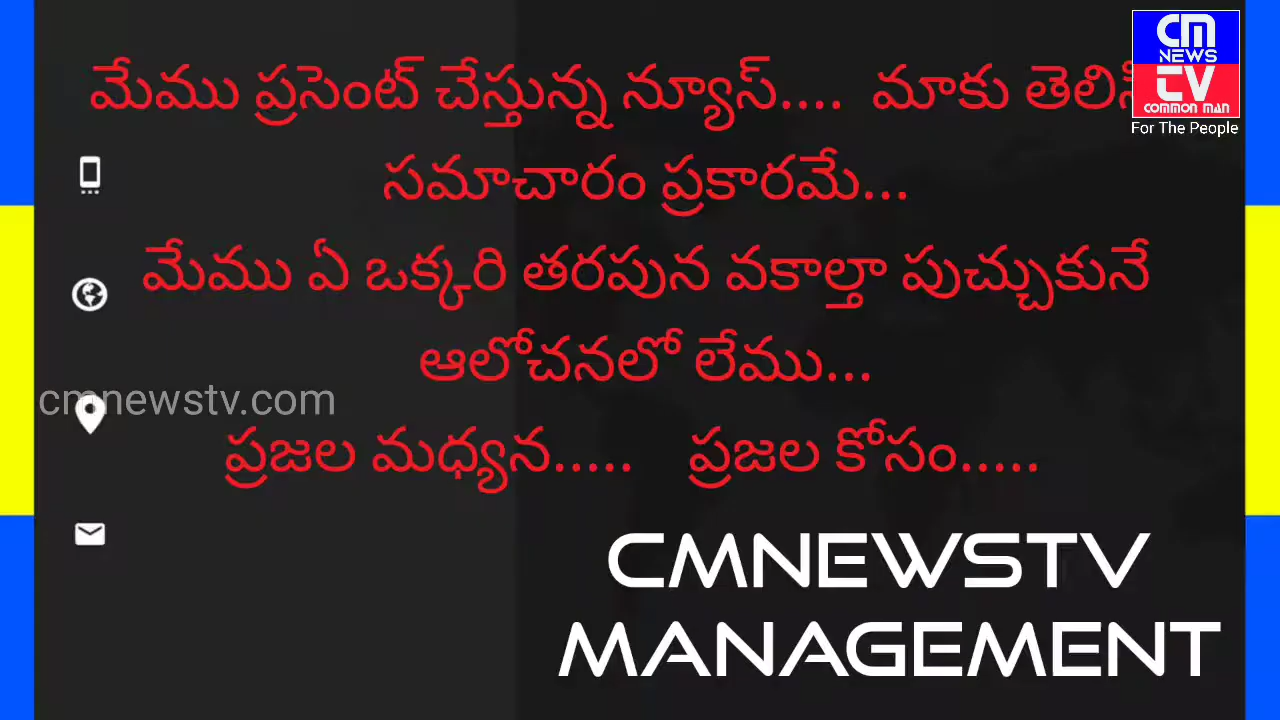 CM
NEWS
TV
COMMON MAN
For The People
మేము ప్రసెంట్ చేస్తున్న న్యూస్.... మాకు
సమాచారం ప్రకారమే...
మేము ఏ ఒక్కరి తరపున వకాల్తా పుచ్చుకునే
ఆలోచనలో లేము...
cmnewstv.com
ప్రజల మధ్యన..... ప్రజల కోసం.....
CMNEWSTV
MANAGEMENT